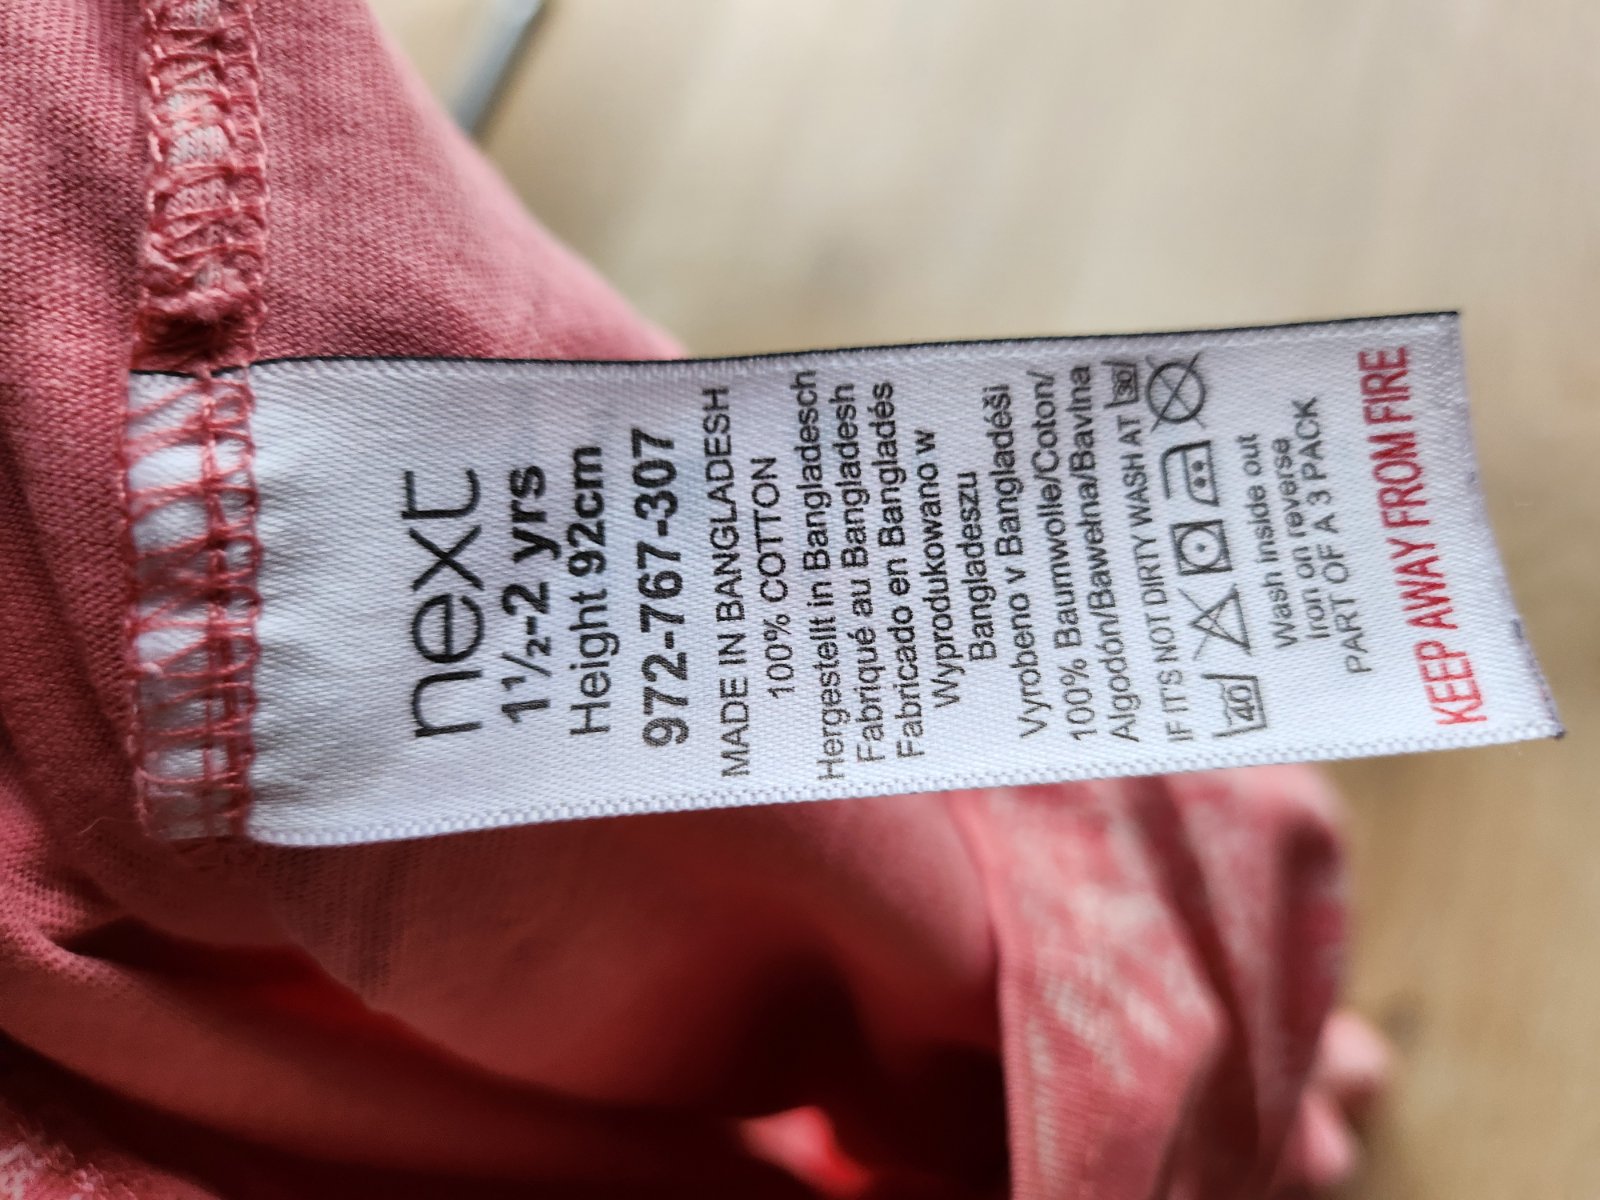 next
1½-2 yrs
Height 92cm
972-767-307
MADE IN BANGLADESH
100% COTTON
Hergestellt in Bangladesch
Fabriqué au Bangladesh
Fabricado en Bangladés
Wyprodukowano w
Bangladeszu
Vyrobeno v Bangladéši
100% Baumwolle/Coton/
Algodón/Bawełna/Bavlna
IF IT'S NOT DIRTY WASH AT 30/
40
Wash inside out
Iron on reverse
PART OF A 3 PACK
KEEP AWAY FROM FIRE